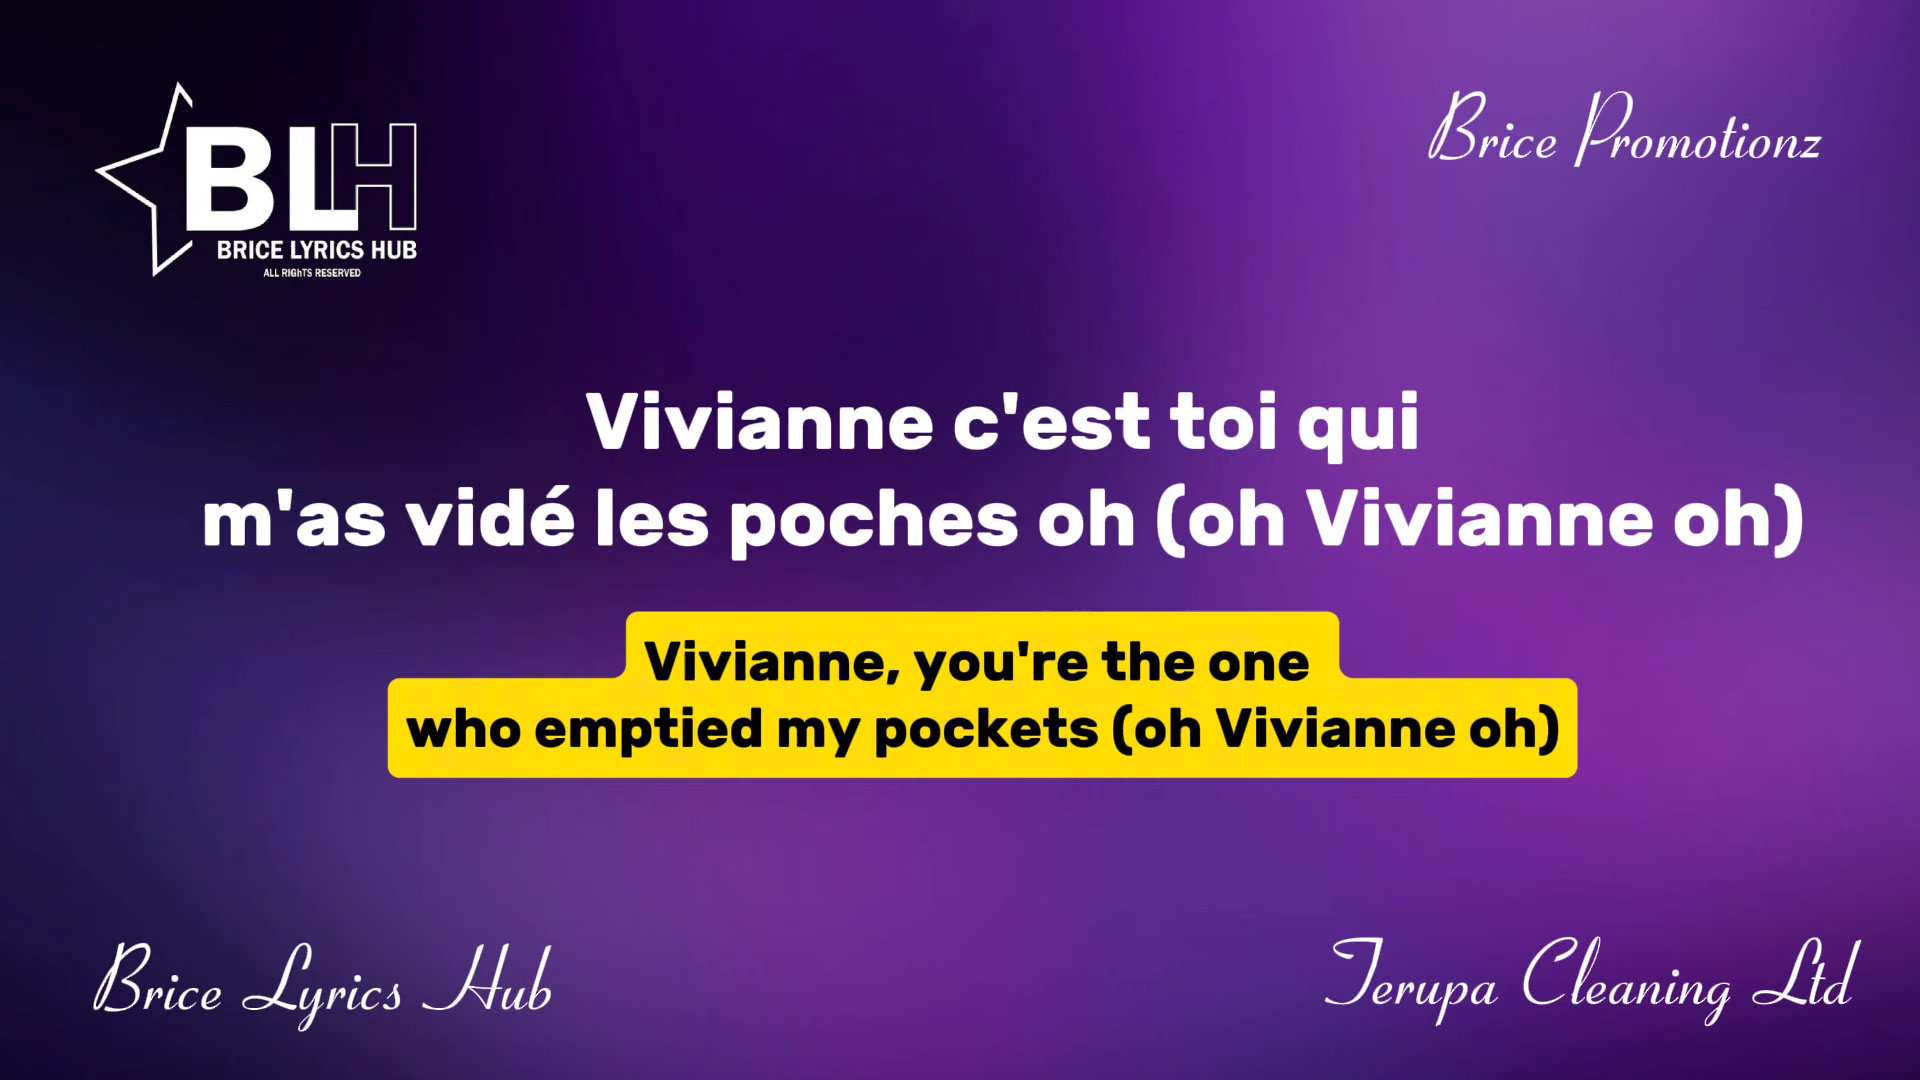 BLH
BRICE LYRICS HUB
ALL RIGHTS RESERVED
Brice Promotionz
Vivianne c'est toi qui
m'as vidé les poches oh (oh Vivianne oh)
Vivianne, you're the one
who emptied my pockets (oh Vivianne oh)
Brice Lyrics Hub
Terupa Cleaning Ltd